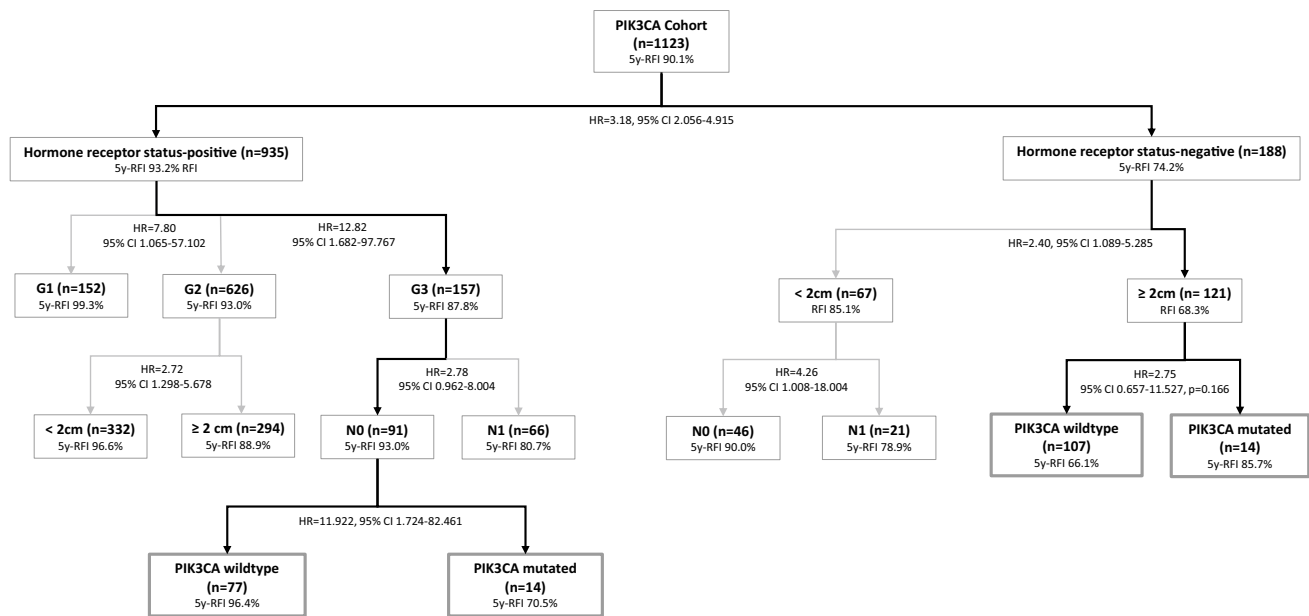 PIK3CA Cohort
(n=1123)
5y-RFI 90.1%
HR=3.18, 95% CI 2.056-4.915
Hormone receptor status-positive (n=935)
5y-RFI 93.2% RFI
Hormone receptor status-negative (n=188)
5y-RFI 74.2%
HR=7.80
95% CI 1.065-57.102
HR=12.82
95% CI 1.682-97.767
HR=2.40, 95% CI 1.089-5.285
G1 (n=152)
5y-RFI 99.3%
G2 (n=626)
5y-RFI 93.0%
G3 (n=157)
5y-RFI 87.8%
< 2cm (n=67)
RFI 85.1%
≥ 2cm (n= 121)
RFI 68.3%
HR=2.72
95% CI 1.298-5.678
HR=2.78
95% CI 0.962-8.004
HR=4.26
95% CI 1.008-18.004
HR=2.75
95% CI 0.657-11.527, p=0.166
< 2cm (n=332)
5y-RFI 96.6%
≥ 2 cm (n=294)
5y-RFI 88.9%
N0 (n=91)
5y-RFI 93.0%
N1 (n=66)
5y-RFI 80.7%
N0 (n=46)
5y-RFI 90.0%
N1 (n=21)
5y-RFI 78.9%
PIK3CA wildtype
(n=107)
5y-RFI 66.1%
PIK3CA mutated
(n=14)
5y-RFI 85.7%
HR=11.922, 95% CI 1.724-82.461
PIK3CA wildtype
(n=77)
5y-RFI 96.4%
PIK3CA mutated
(n=14)
5y-RFI 70.5%